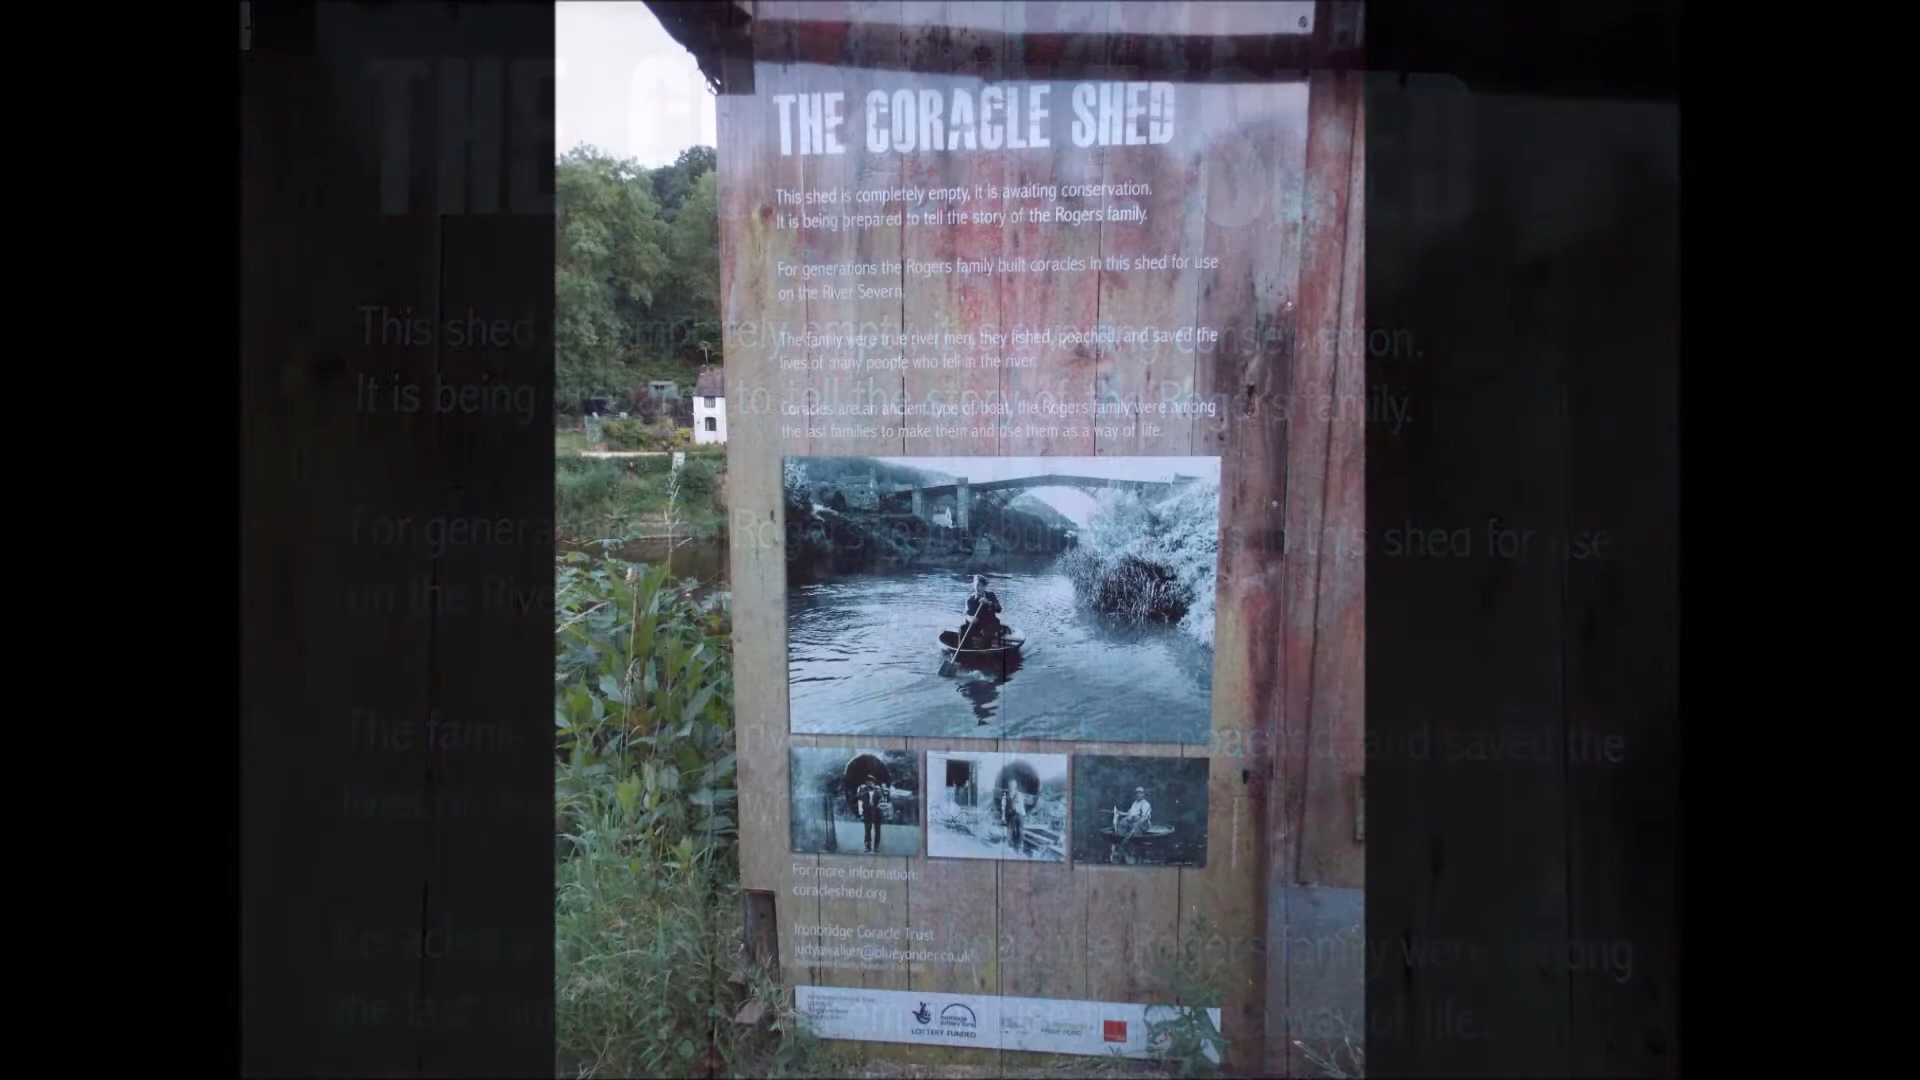 THE CORACLE SHED
This shed is completely empty, it is awaiting conservation.
It is being prepared to tell the story of the Rogers family.
For generations the Rogers family built coracles in this shed for use
on the River Severn.
The family were true river men, they fished, poached, and saved the
lives of many people who fell in the river.
Coracles are an ancient type of boat, the Rogers family were among
the last families to make them and use them as a way of life.
For more information:
coracleshed.org
Ironbridge Coracle Trust
judyawalker@blueyonder.co.uk
LOTTERY FUNDED